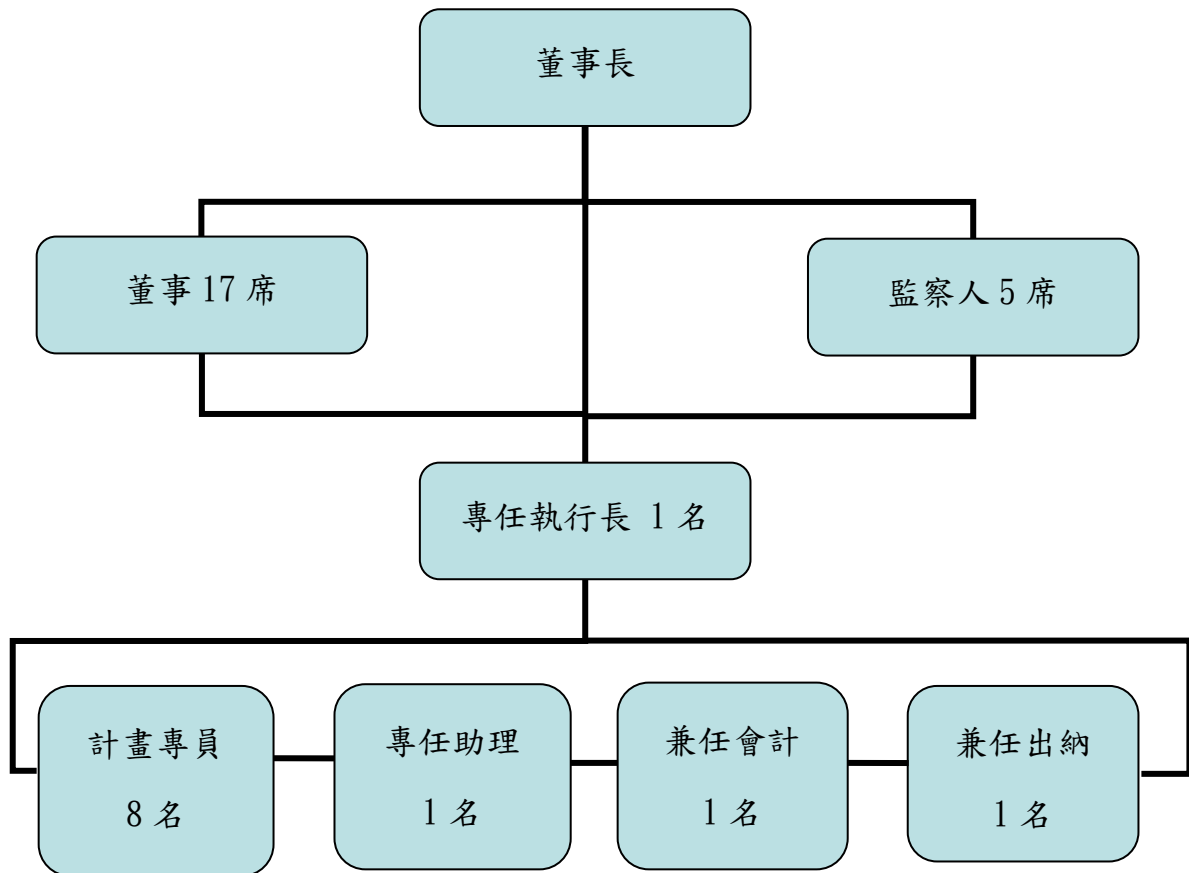 董事長
董事 17 席
監察人 5 席
專任執行長 1 名
計畫專員
8 名
專任助理
1 名
兼任會計
1 名
兼任出納
1 名